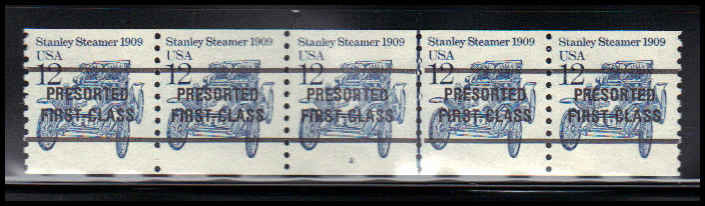 Stanley Steamer 1909 Stanley Steamer 1909 Stanley Steamer 1909 Stanley Steamer 1909 Stanley Steamer 1909
USA USA USA USA USA
12 12 12 12 12
PRESORTED PRESORTED PRESORTED PRESORTED PRESORTED
FIRST-CLASS FIRST-CLASS FIRST-CLASS FIRST-CLASS FIRST-CLASS